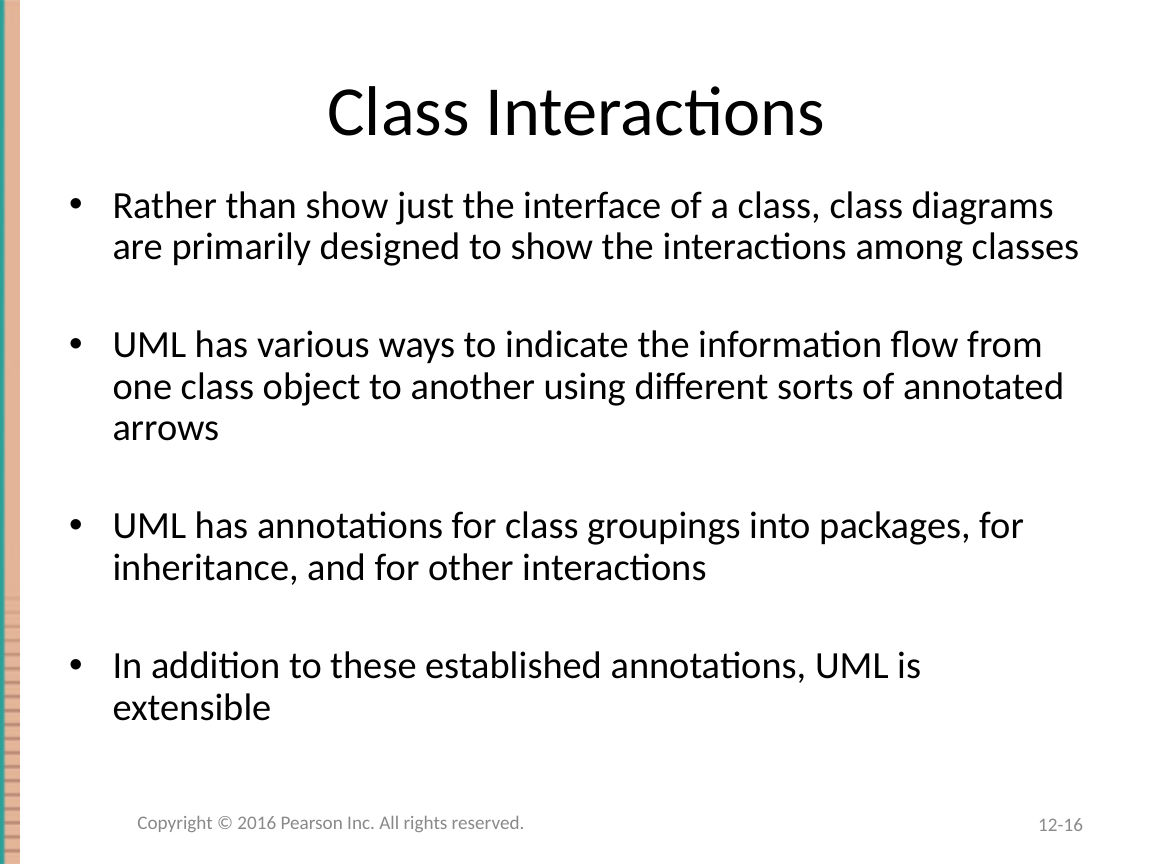 Class Interactions
• Rather than show just the interface of a class, class diagrams
are primarily designed to show the interactions among classes
• UML has various ways to indicate the information flow from
one class object to another using different sorts of annotated
arrows
• UML has annotations for class groupings into packages, for
inheritance, and for other interactions
• In addition to these established annotations, UML is
extensible
Copyright © 2016 Pearson Inc. All rights reserved.
12-16